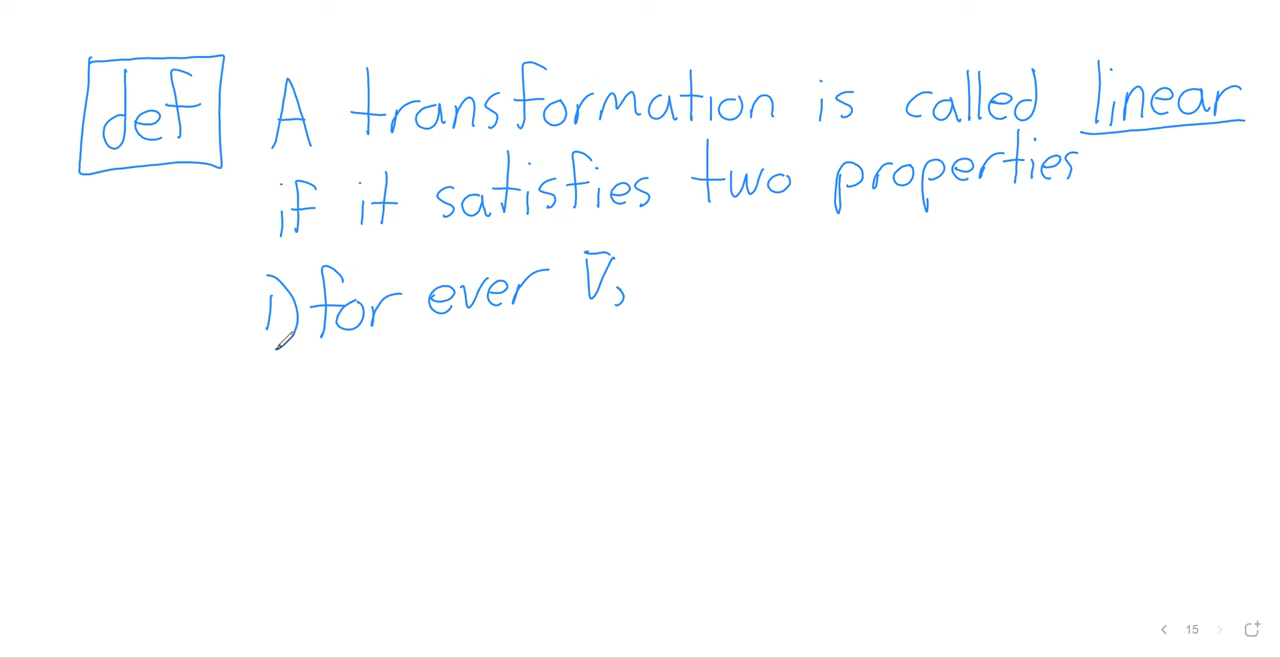 def A transformation is called linear
if it satisfies two properties
1) for ever v̄,
15